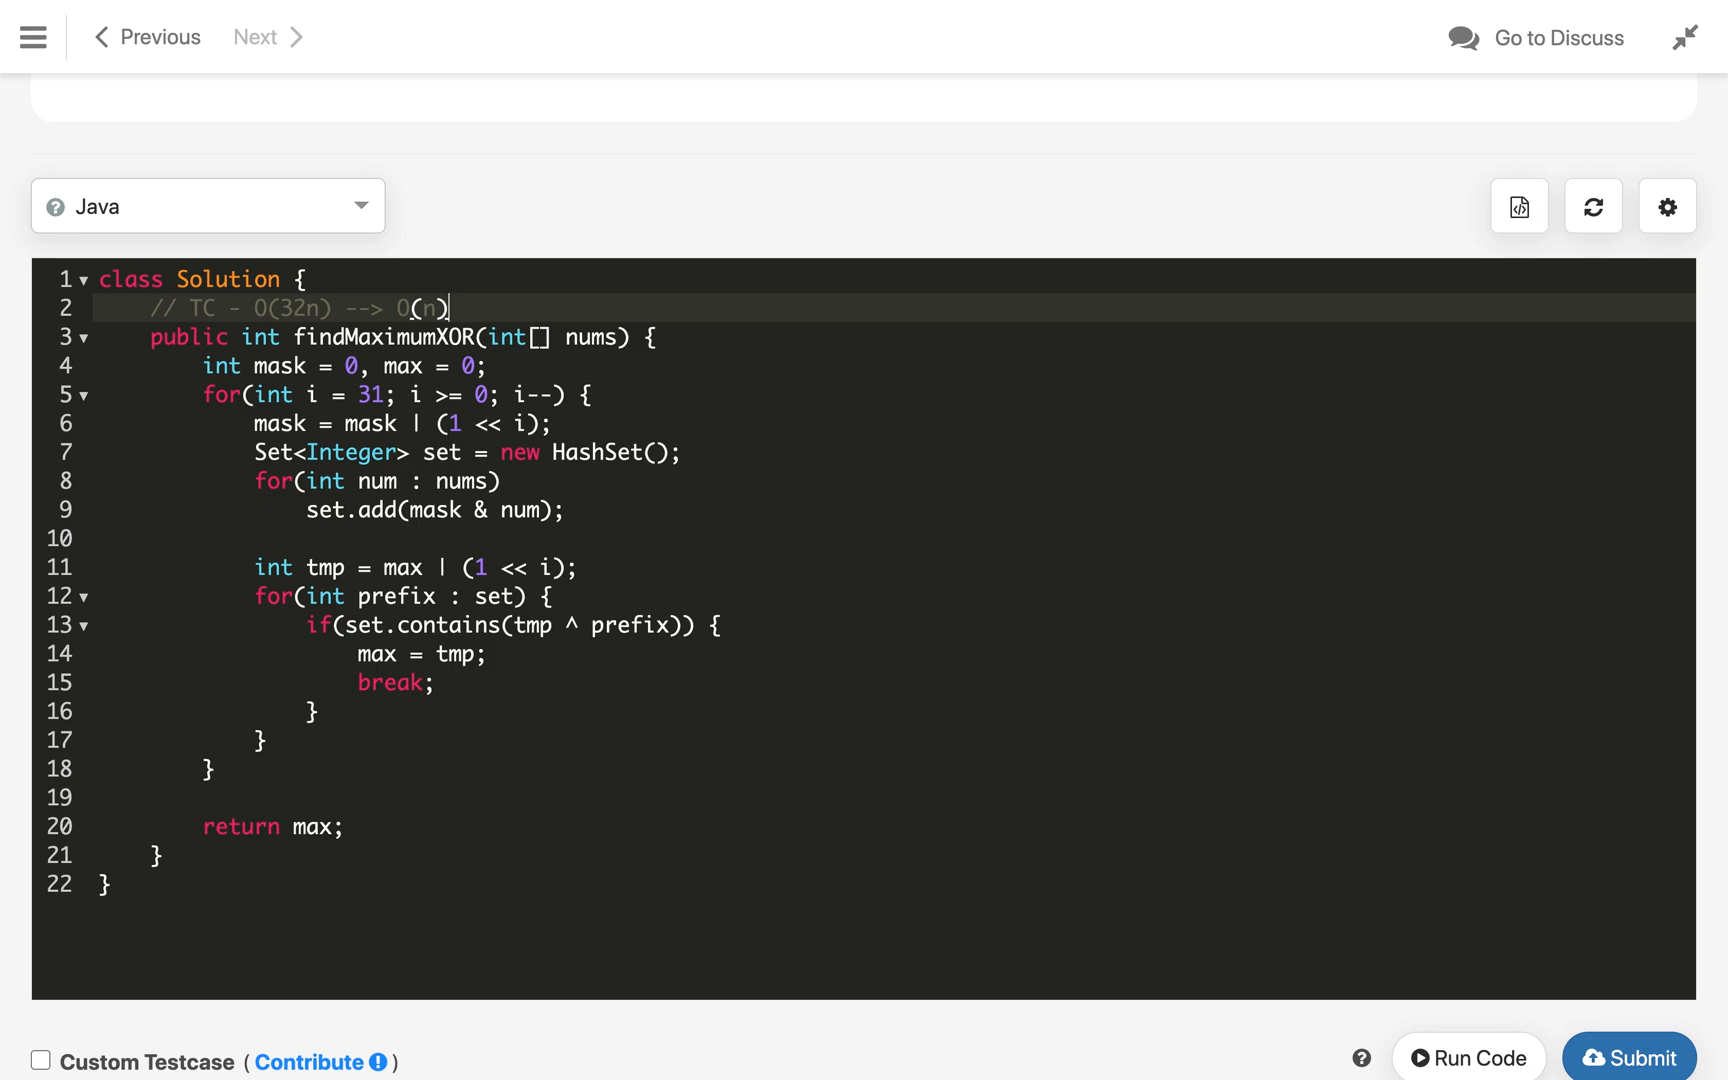 Previous Next Go to Discuss
Java
1 class Solution {
2 // TC - O(32n) --> O(n)
3 public int findMaximumXOR(int[] nums) {
4 int mask = 0, max = 0;
5 for(int i = 31; i >= 0; i--) {
6 mask = mask | (1 << i);
7 Set<Integer> set = new HashSet();
8 for(int num : nums)
9 set.add(mask & num);
10
11 int tmp = max | (1 << i);
12 for(int prefix : set) {
13 if(set.contains(tmp ^ prefix)) {
14 max = tmp;
15 break;
16 }
17 }
18 }
19
20 return max;
21 }
22 }
Custom Testcase ( Contribute ) Run Code Submit